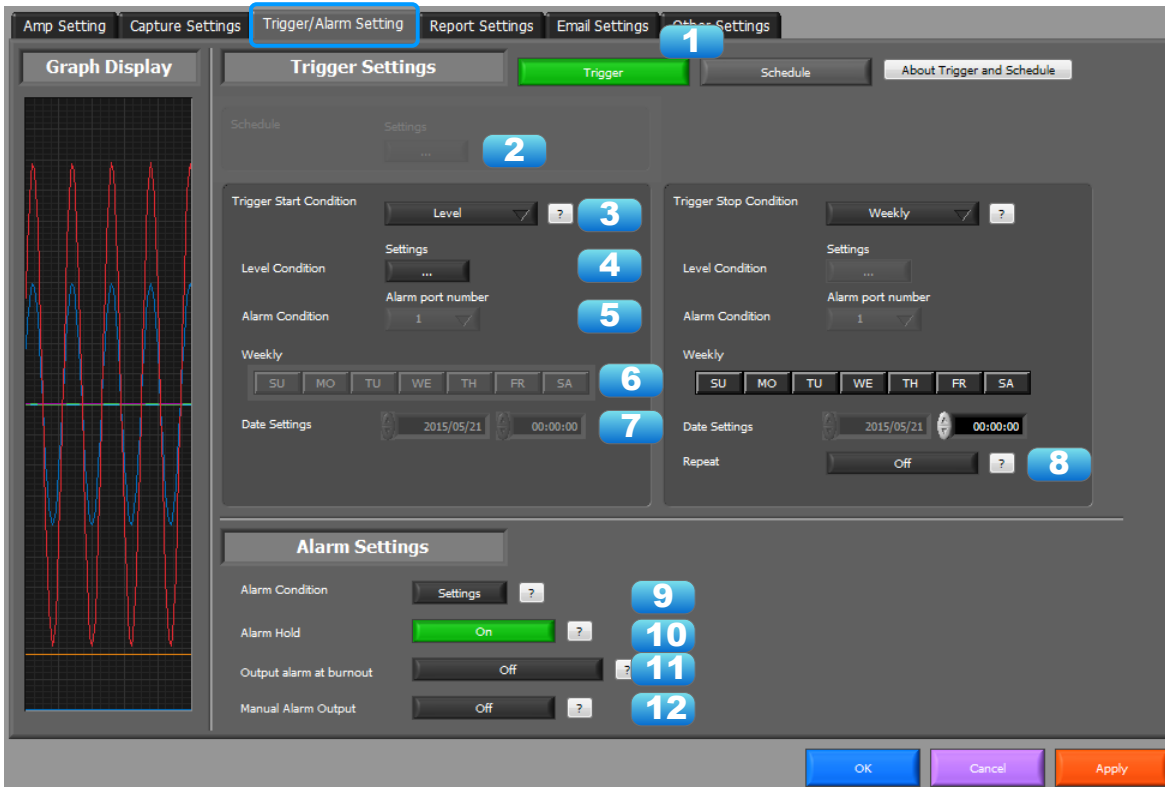 Amp Setting Capture Settings Trigger/Alarm Setting Report Settings Email Settings Other Settings
1
Graph Display
Trigger Settings Trigger Schedule About Trigger and Schedule
Schedule Settings
... 2
Trigger Start Condition Level ? 3
Settings
Level Condition ... 4
Alarm port number
Alarm Condition 1 5
Weekly
SU MO TU WE TH FR SA 6
Date Settings 2015/05/21 00:00:00 7
Trigger Stop Condition Weekly ?
Settings
Level Condition ...
Alarm port number
Alarm Condition 1
Weekly
SU MO TU WE TH FR SA
Date Settings 2015/05/21 00:00:00
Repeat Off ? 8
Alarm Settings
Alarm Condition Settings ? 9
Alarm Hold On ? 10
Output alarm at burnout Off ? 11
Manual Alarm Output Off ? 12
OK Cancel Apply